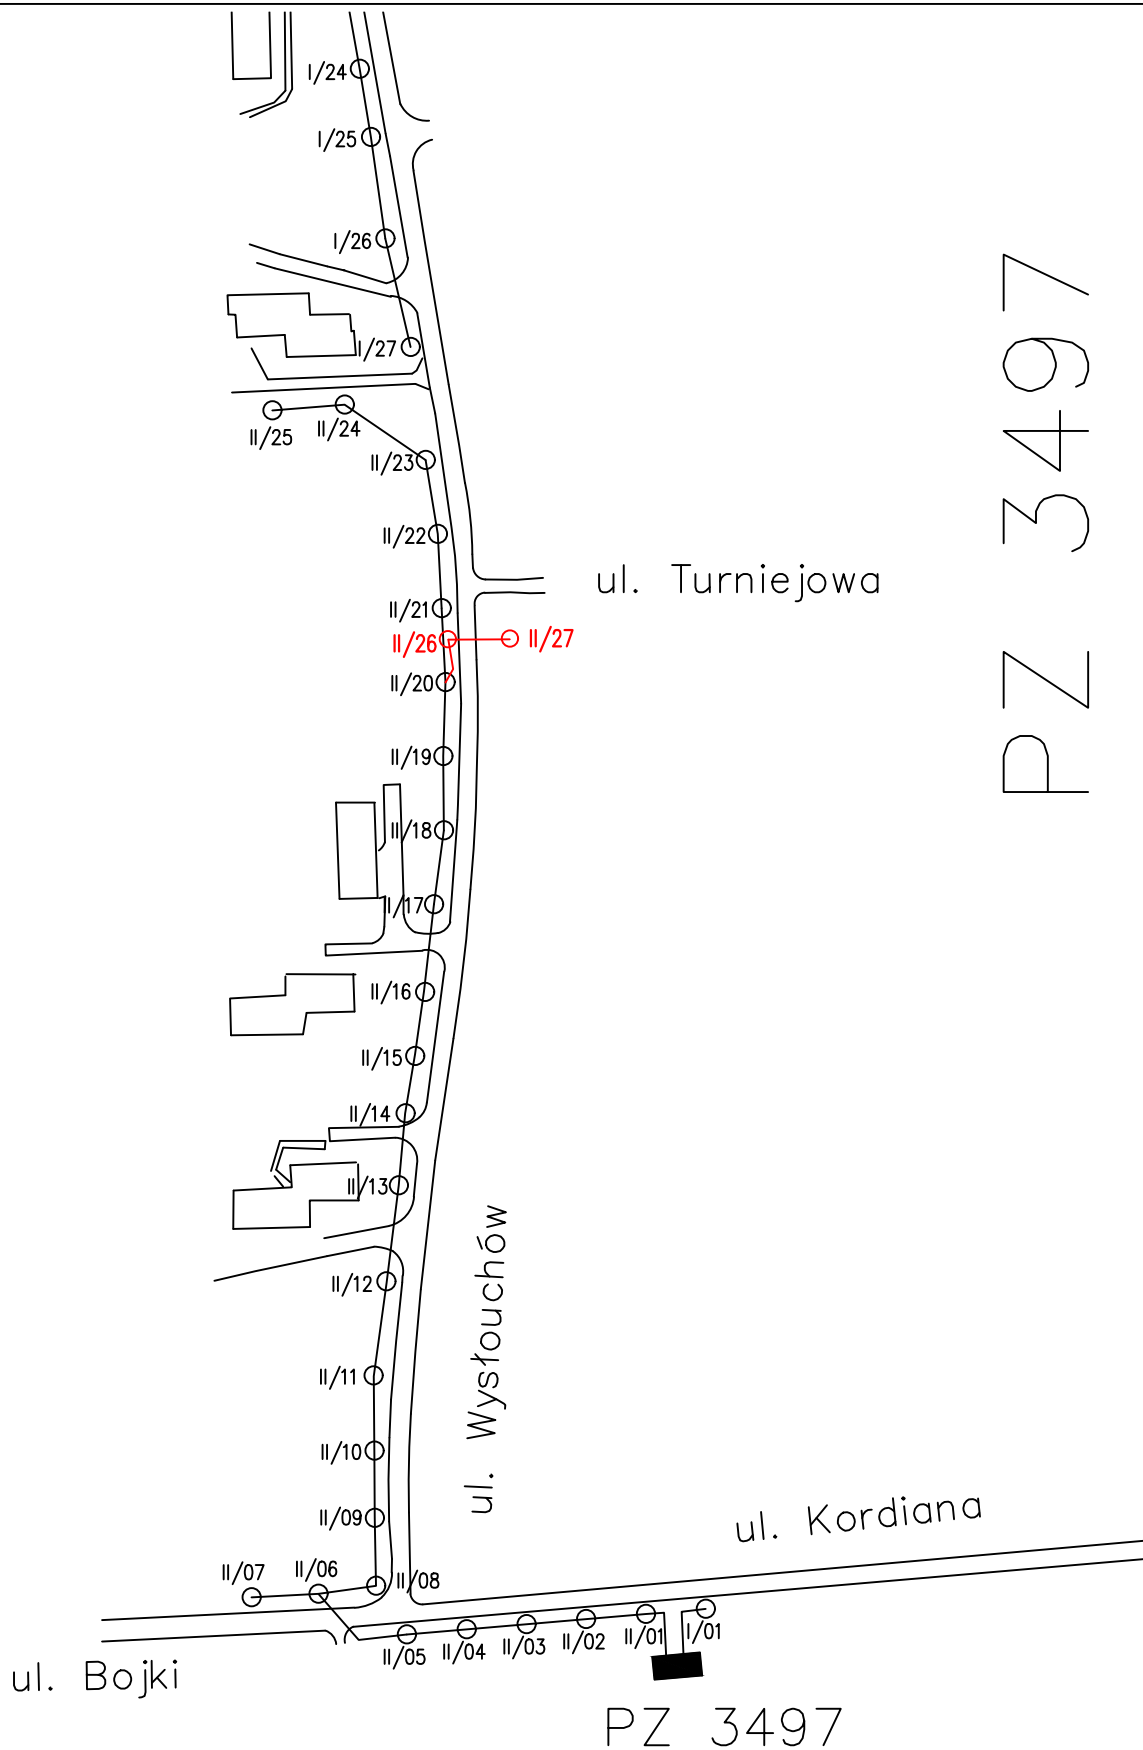 I/24
I/25
I/26
I/27
II/25
II/24
II/23
II/22
ul. Turniejowa
II/21
II/26
II/27
II/20
II/19
II/18
II/17
II/16
II/15
II/14
II/13
II/12
II/11
II/10
II/09
II/08
II/07
II/06
II/05
II/04
II/03
II/02
II/01
I/01
ul. Wysłouchów
ul. Kordiana
ul. Bojki
PZ 3497
PZ 3497